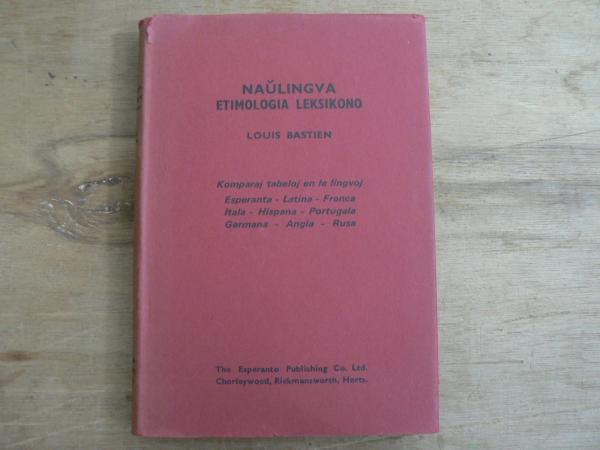 NAŬLINGVA
ETIMOLOGIA LEKSIKONO
LOUIS BASTIEN
Komparaj tabeloj en la lingvoj
Esperanta - Latina - Franca
Itala - Hispana - Portugala
Germana - Angla - Rusa
The Esperanto Publishing Co. Ltd.
Chorleywood, Rickmansworth, Herts.